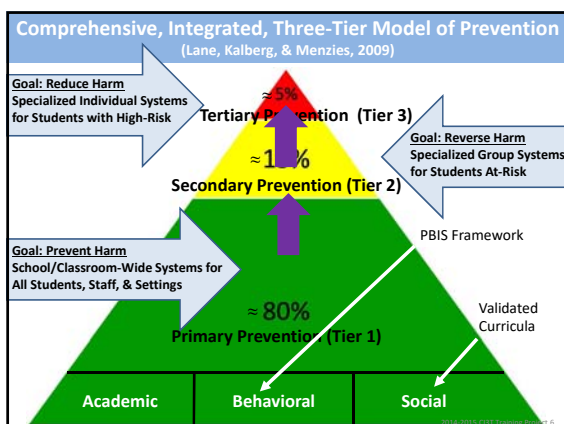 Comprehensive, Integrated, Three-Tier Model of Prevention
(Lane, Kalberg, & Menzies, 2009)
Goal: Reduce Harm
Specialized Individual Systems
for Students with High-Risk
≈ 5%
Tertiary Prevention (Tier 3)
Goal: Reverse Harm
Specialized Group Systems
for Students At-Risk
≈
Secondary Prevention (Tier 2)
PBIS Framework
Goal: Prevent Harm
School/Classroom-Wide Systems for
All Students, Staff, & Settings
Validated
Curricula
≈ 80%
Primary Prevention (Tier 1)
Academic
Behavioral
Social